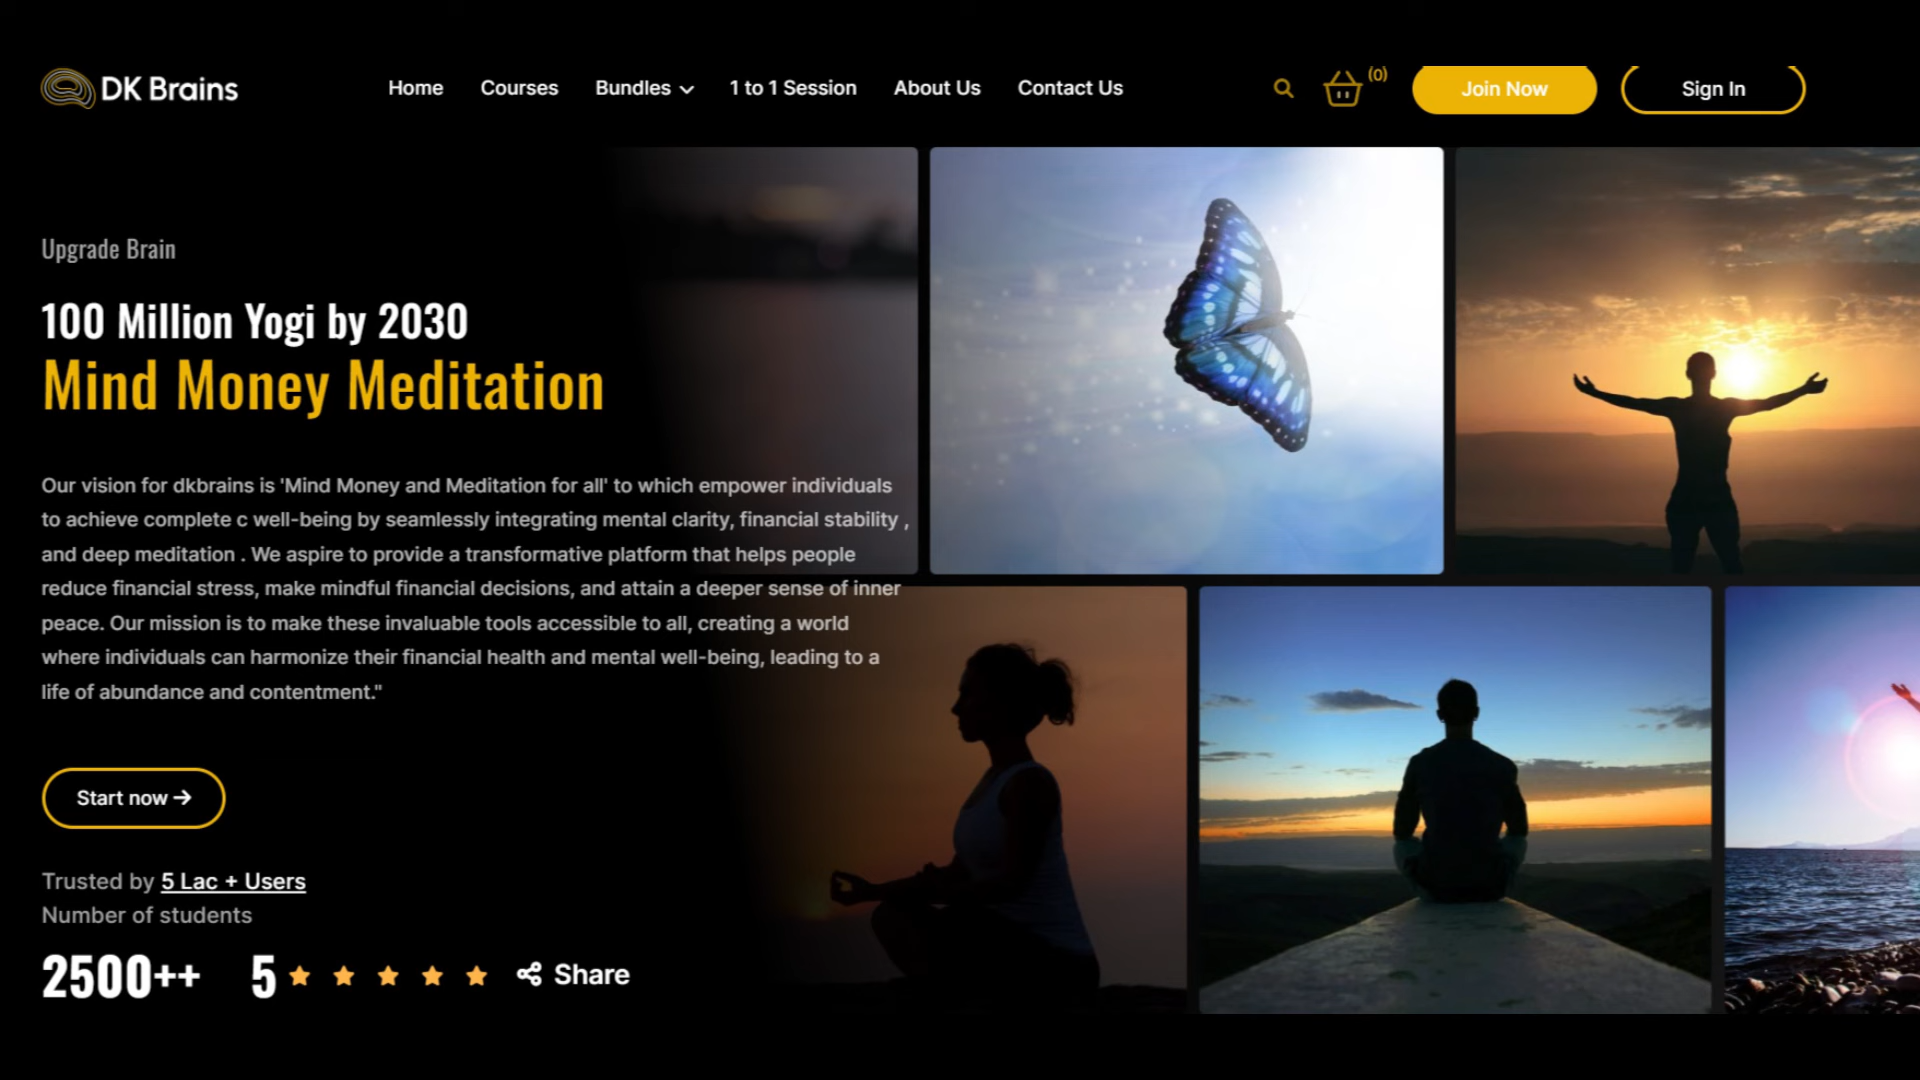 DK Brains
Home Courses Bundles 1 to 1 Session About Us Contact Us (0) Join Now Sign In
Upgrade Brain
100 Million Yogi by 2030
Mind Money Meditation
Our vision for dkbrains is 'Mind Money and Meditation for all' to which empower individuals
to achieve complete c well-being by seamlessly integrating mental clarity, financial stability ,
and deep meditation . We aspire to provide a transformative platform that helps people
reduce financial stress, make mindful financial decisions, and attain a deeper sense of inner
peace. Our mission is to make these invaluable tools accessible to all, creating a world
where individuals can harmonize their financial health and mental well-being, leading to a
life of abundance and contentment."
Start now →
Trusted by 5 Lac + Users
Number of students
2500++ 5 Share